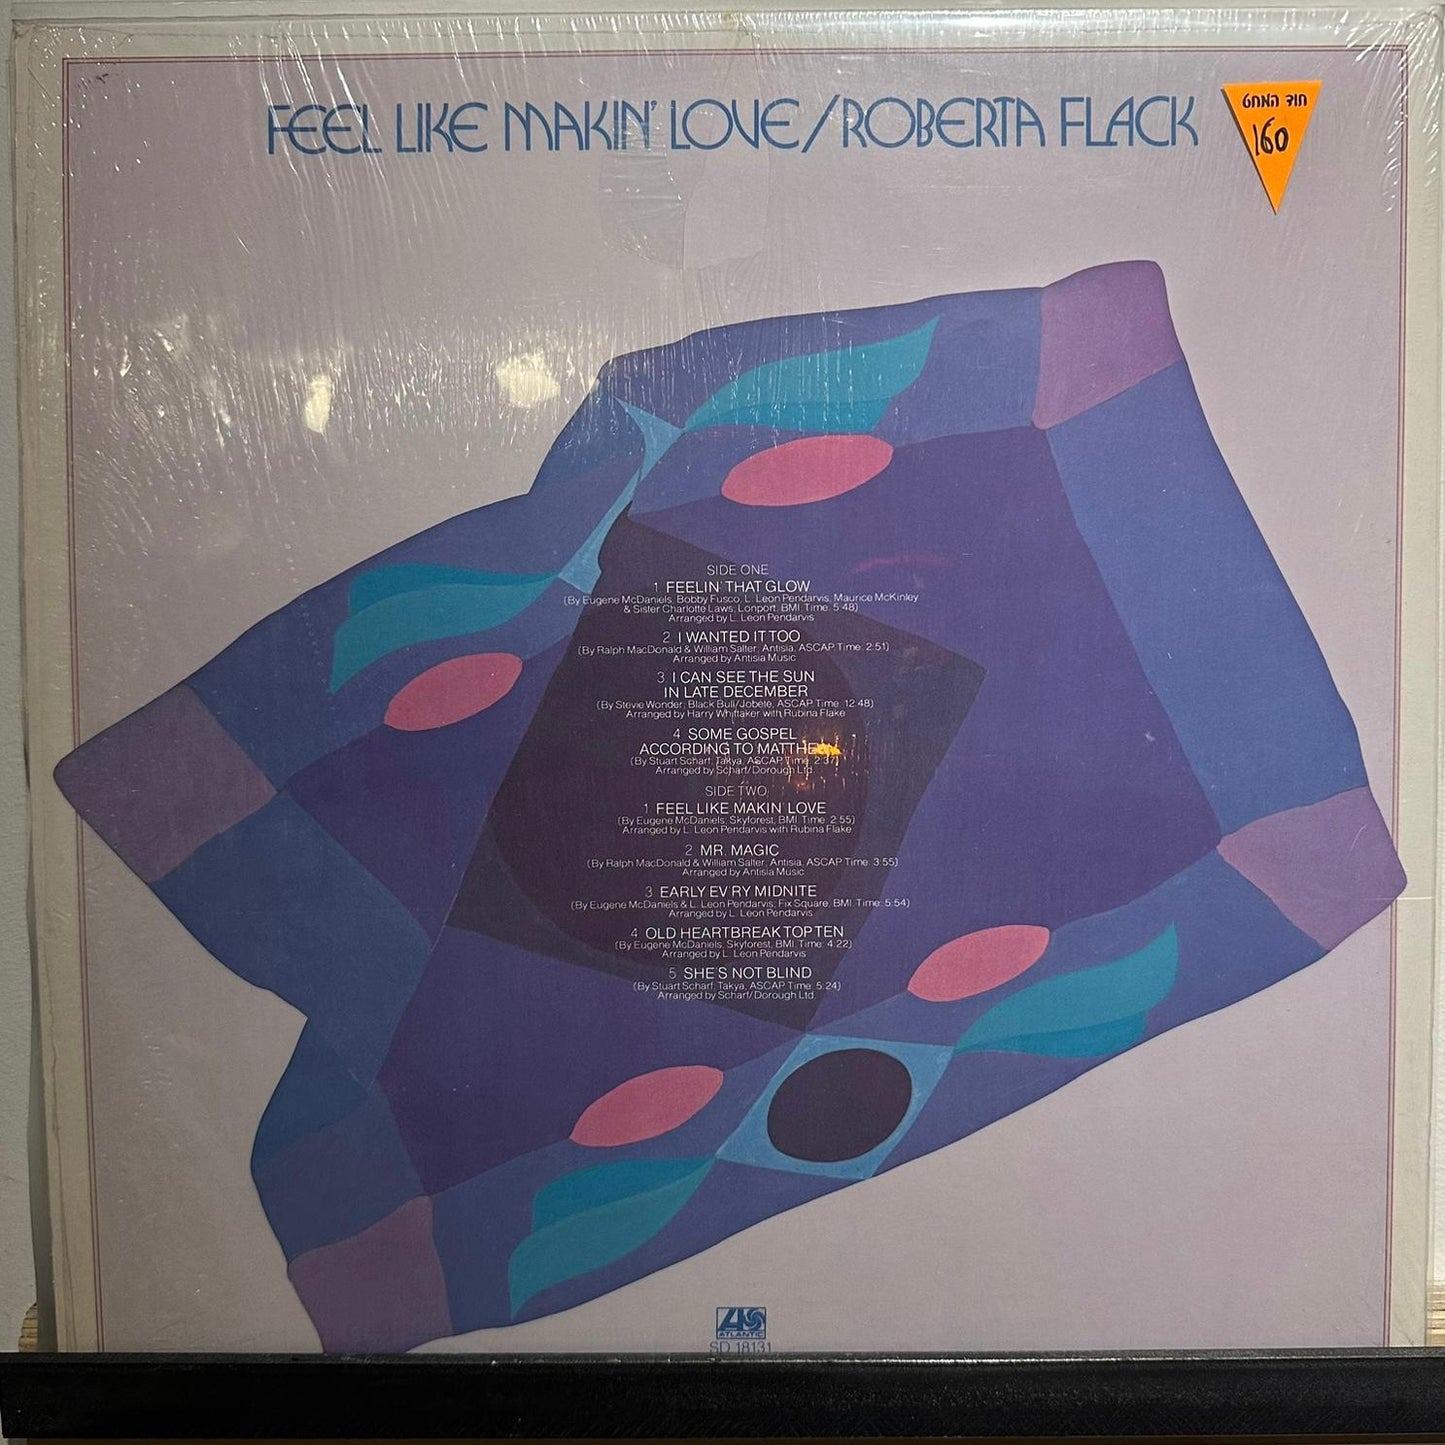 FEEL LIKE MAKIN' LOVE/ROBERTA FLACK
חוד המחט
160
SIDE ONE
1 FEELIN' THAT GLOW
(By Eugene McDaniels, Bobby Fusco, L. Leon Pendarvis, Maurice McKinley
& Sister Charlotte Laws; Lonport, BMI. Time: 5:48)
Arranged by L. Leon Pendarvis
2 I WANTED IT TOO
(By Ralph MacDonald & William Salter; Antisia, ASCAP. Time: 2:51)
Arranged by Antisia Music
3 I CAN SEE THE SUN
IN LATE DECEMBER
(By Stevie Wonder; Black Bull/Jobete, ASCAP. Time: 12:48)
Arranged by Harry Whittaker with Rubina Flake
4 SOME GOSPEL
ACCORDING TO MATTHEW
(By Stuart Scharf; Takya, ASCAP. Time: 2:37)
Arranged by Scharf/Dorough Ltd.
SIDE TWO
1 FEEL LIKE MAKIN' LOVE
(By Eugene McDaniels; Skyforest, BMI. Time: 2:55)
Arranged by L. Leon Pendarvis with Rubina Flake
2 MR. MAGIC
(By Ralph MacDonald & William Salter; Antisia, ASCAP. Time: 3:55)
Arranged by Antisia Music
3 EARLY EV'RY MIDNITE
(By Eugene McDaniels & L. Leon Pendarvis; Fix Square, BMI. Time: 5:54)
Arranged by L. Leon Pendarvis
4 OLD HEARTBREAK TOP TEN
(By Eugene McDaniels; Skyforest, BMI. Time: 4:22)
Arranged by L. Leon Pendarvis
5 SHE'S NOT BLIND
(By Stuart Scharf; Takya, ASCAP. Time: 5:24)
Arranged by Scharf/Dorough Ltd.
ATLANTIC
SD 18131